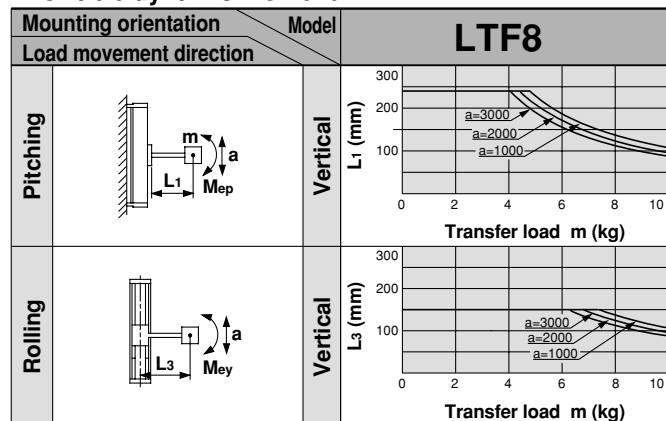 Mounting orientation
Model
Load movement direction
LTF8
Pitching
m
a
L1
Mep
Vertical
L1 (mm)
300
200
100
a=3000
a=2000
a=1000
0 2 4 6 8 10
Transfer load m (kg)
Rolling
a
L3
Mey
Vertical
L3 (mm)
300
200
100
a=3000
a=2000
a=1000
0 2 4 6 8 10
Transfer load m (kg)